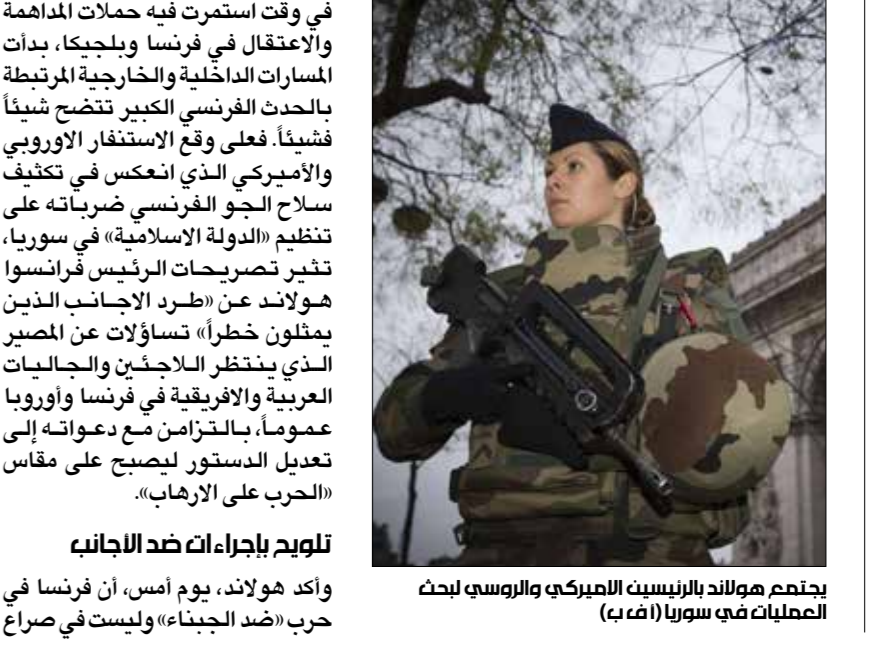 في وقت استمرت فيه حملات المداهمة
والاعتقال في فرنسا وبلجيكا، بدأت
المسارات الداخلية والخارجية المرتبطة
بالحدث الفرنسي الكبير تتضح شيئاً
فشيئاً. فعلى وقع الاستنفار الاوروبي
والأميركي الذي انعكس في تكثيف
سلاح الجو الفرنسي ضرباته على
تنظيم «الدولة الاسلامية» في سوريا،
تثير تصريحات الرئيس فرانسوا
هولاند عن «طرد الاجانب الذين
يمثلون خطراً» تساؤلات عن المصير
الذي ينتظر اللاجئين والجاليات
العربية والافريقية في فرنسا وأوروبا
عموماً، بالتزامن مع دعواته إلى
تعديل الدستور ليصبح على مقاس
«الحرب على الارهاب».
تلويح بإجراءات ضد الأجانب
وأكد هولاند، يوم أمس، أن فرنسا في
حرب «ضد الجبناء» وليست في صراع
يجتمع هولاند بالرئيسين الاميركي والروسي لبحث
العمليات في سوريا (أ ف ب)